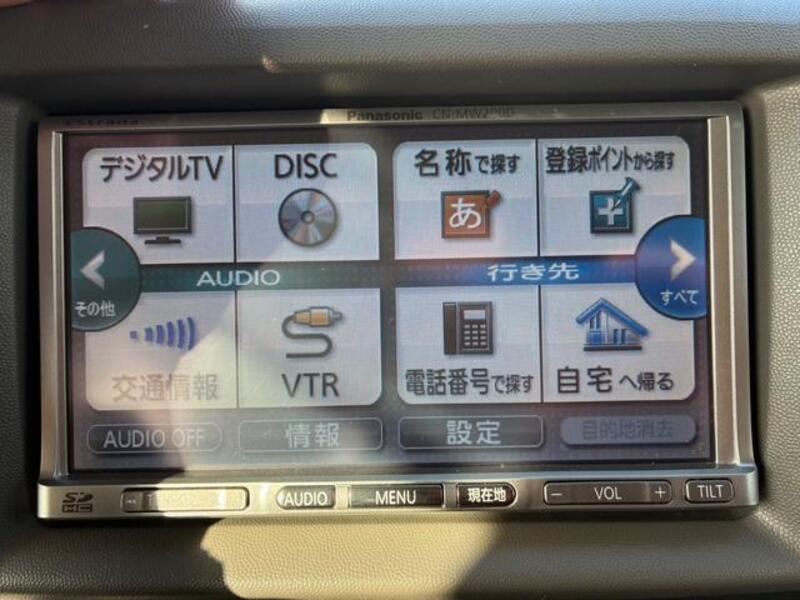 Strada
Panasonic CN-MW200D
デジタルTV
DISC
名称で探す
登録ポイントから探す
あ
その他
AUDIO
行き先
すべて
交通情報
VTR
電話番号で探す
自宅へ帰る
AUDIO OFF
情報
設定
目的地消去
SD HC
AUDIO
MENU
現在地
− VOL +
TILT